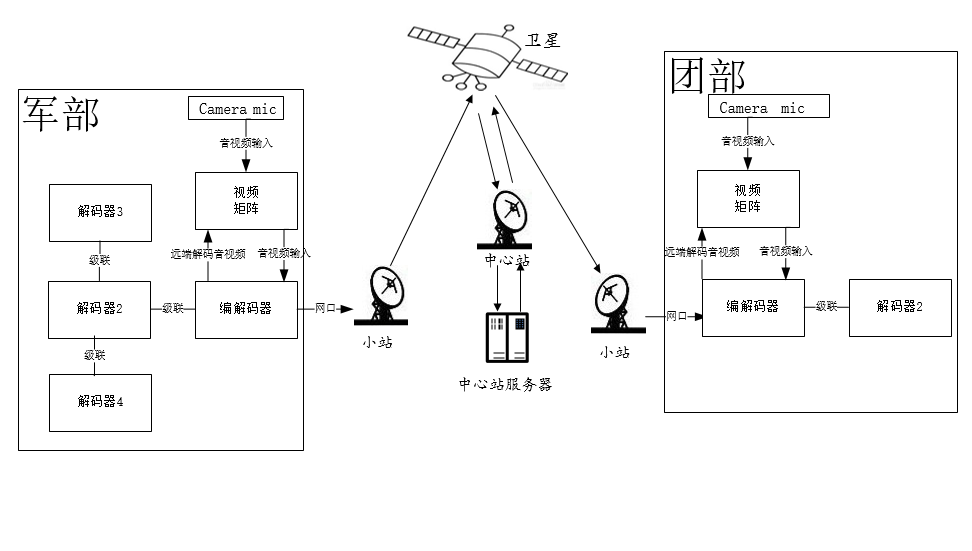 卫星
军部
Camera mic
音视频输入
视频
矩阵
解码器3
远端解码音视频
音视频输入
级联
解码器2
级联
编解码器
网口
小站
级联
解码器4
中心站
中心站服务器
小站
团部
Camera mic
音视频输入
视频
矩阵
远端解码音视频
音视频输入
网口
编解码器
级联
解码器2